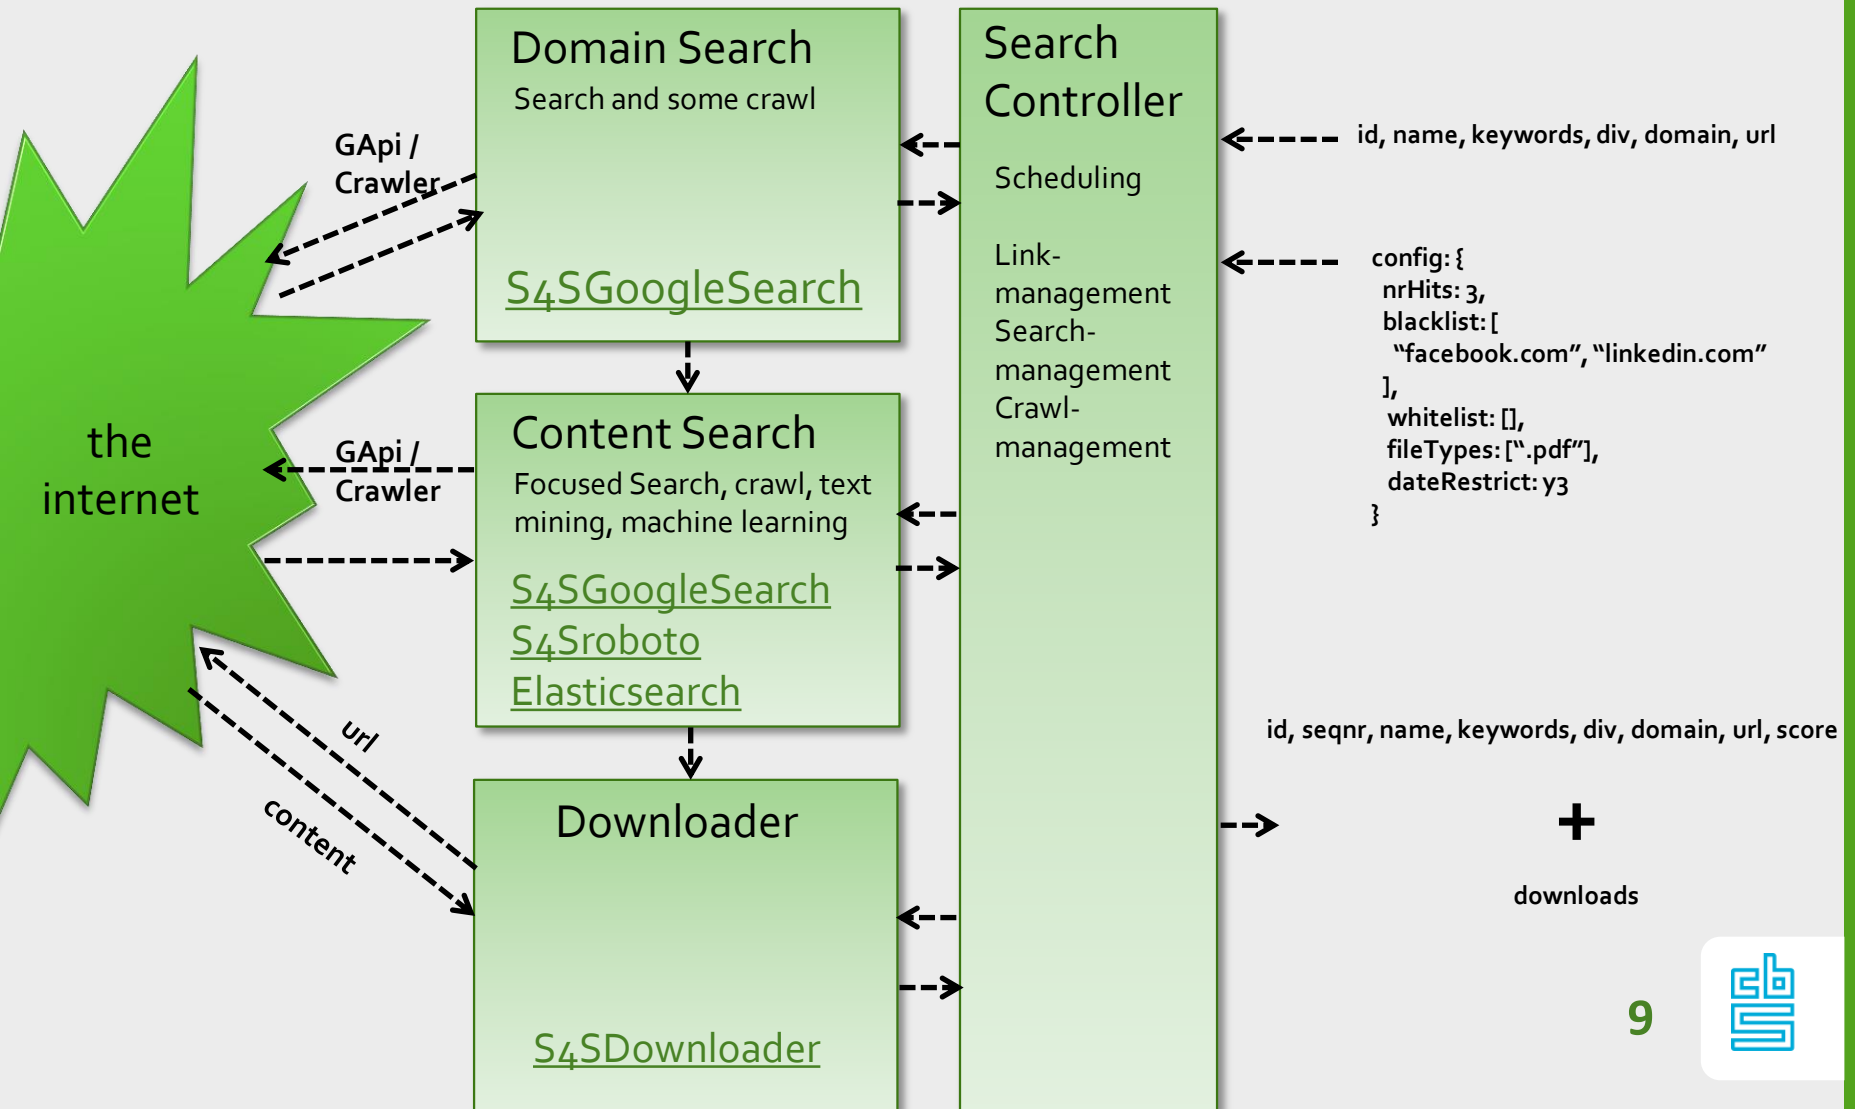 Domain Search
Search and some crawl
S4SGoogleSearch
GApi /
Crawler
the
internet
GApi /
Crawler
Content Search
Focused Search, crawl, text
mining, machine learning
S4SGoogleSearch
S4Sroboto
Elasticsearch
url
content
Downloader
S4SDownloader
Search
Controller
Scheduling
Link-
management
Search-
management
Crawl-
management
id, name, keywords, div, domain, url
config: {
nrHits: 3,
blacklist: [
“facebook.com”, “linkedin.com”
],
whitelist: [],
fileTypes: [“.pdf”],
dateRestrict: y3
}
id, seqnr, name, keywords, div, domain, url, score
+
downloads
9
cbs